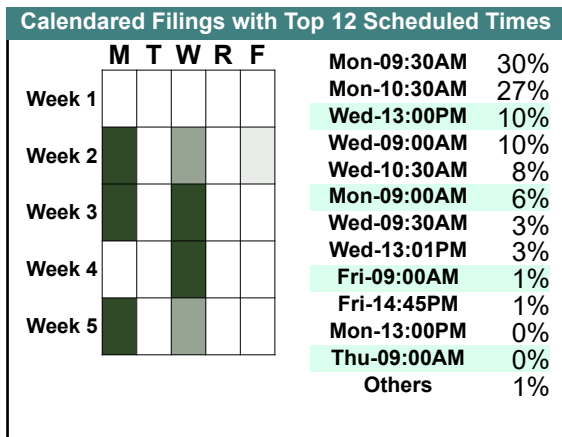 Calendared Filings with Top 12 Scheduled Times
M T W R F
Week 1
Week 2
Week 3
Week 4
Week 5
Mon-09:30AM 30%
Mon-10:30AM 27%
Wed-13:00PM 10%
Wed-09:00AM 10%
Wed-10:30AM 8%
Mon-09:00AM 6%
Wed-09:30AM 3%
Wed-13:01PM 3%
Fri-09:00AM 1%
Fri-14:45PM 1%
Mon-13:00PM 0%
Thu-09:00AM 0%
Others 1%